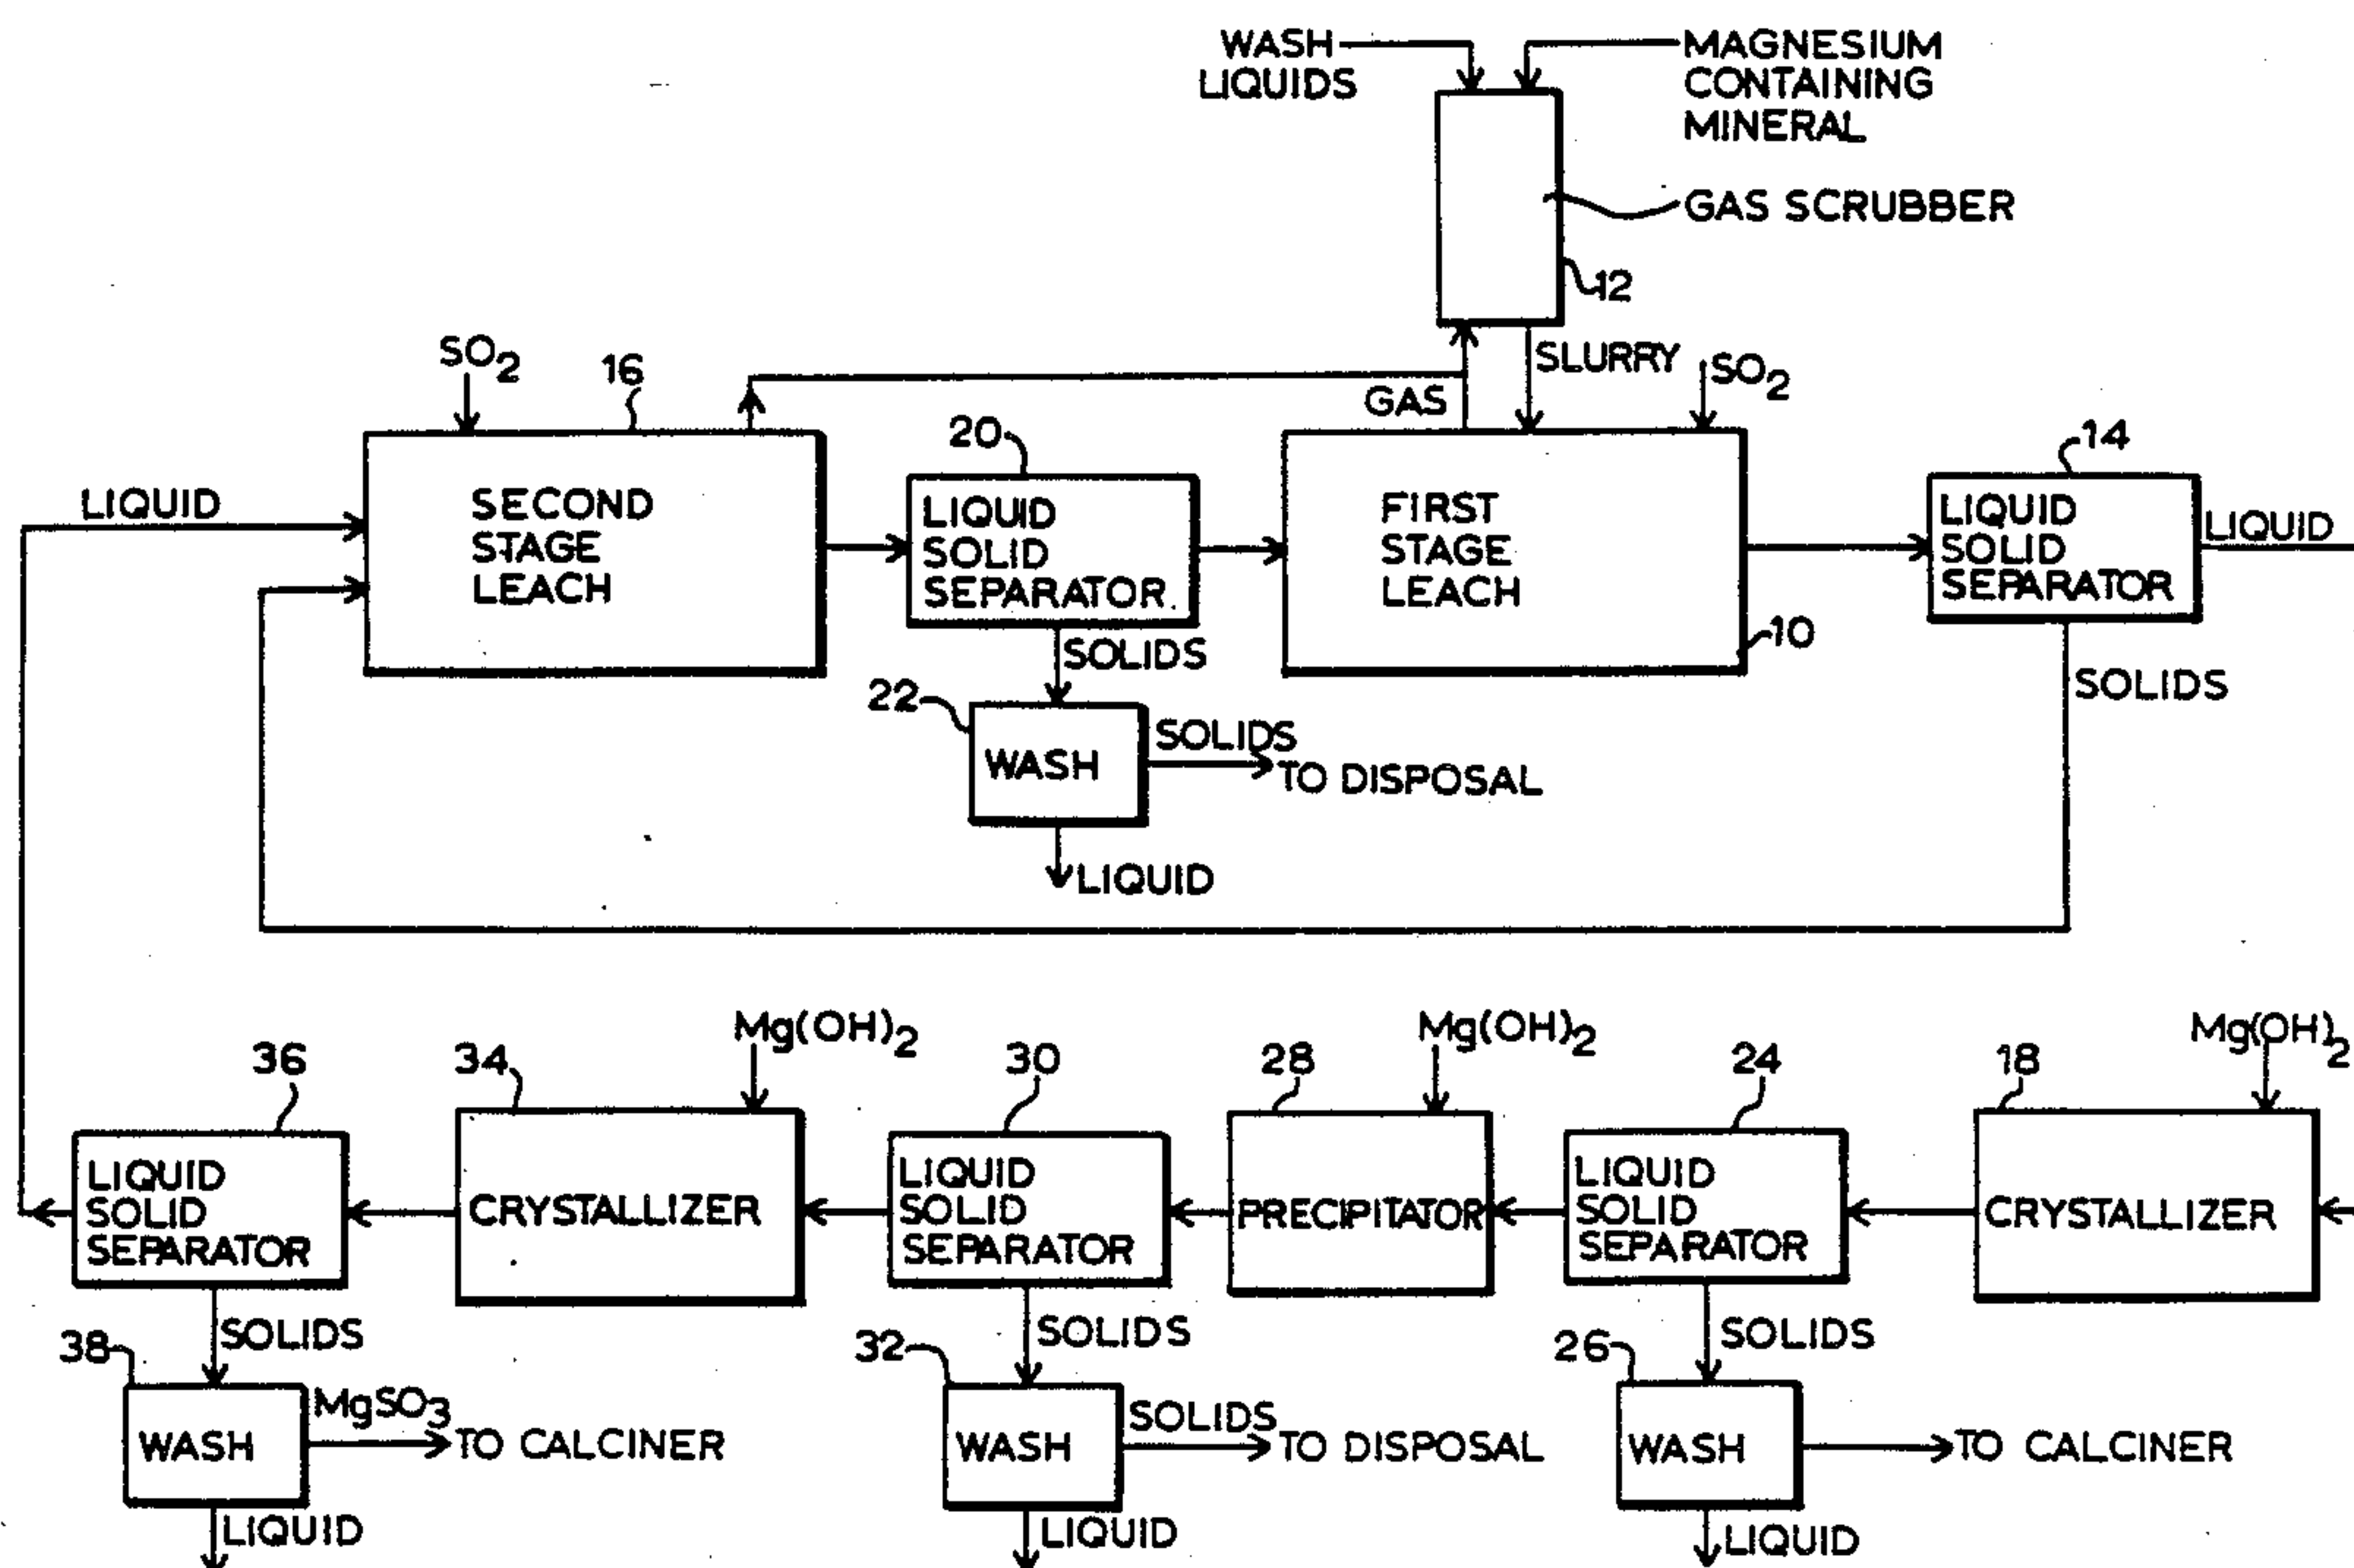 WASH
LIQUIDS
MAGNESIUM
CONTAINING
MINERAL
GAS SCRUBBER
12
SO2
16
GAS
SLURRY
SO2
20
14
LIQUID
SECOND
STAGE
LEACH
LIQUID
SOLID
SEPARATOR
FIRST
STAGE
LEACH
LIQUID
SOLID
SEPARATOR
LIQUID
10
SOLIDS
SOLIDS
22
WASH
SOLIDS
TO DISPOSAL
LIQUID
Mg(OH)2
Mg(OH)2
Mg(OH)2
36
34
30
28
24
18
LIQUID
SOLID
SEPARATOR
CRYSTALLIZER
LIQUID
SOLID
SEPARATOR
PRECIPITATOR
LIQUID
SOLID
SEPARATOR
CRYSTALLIZER
SOLIDS
SOLIDS
SOLIDS
38
WASH
MgSO3
TO CALCINER
LIQUID
32
WASH
SOLIDS
TO DISPOSAL
LIQUID
26
WASH
TO CALCINER
LIQUID